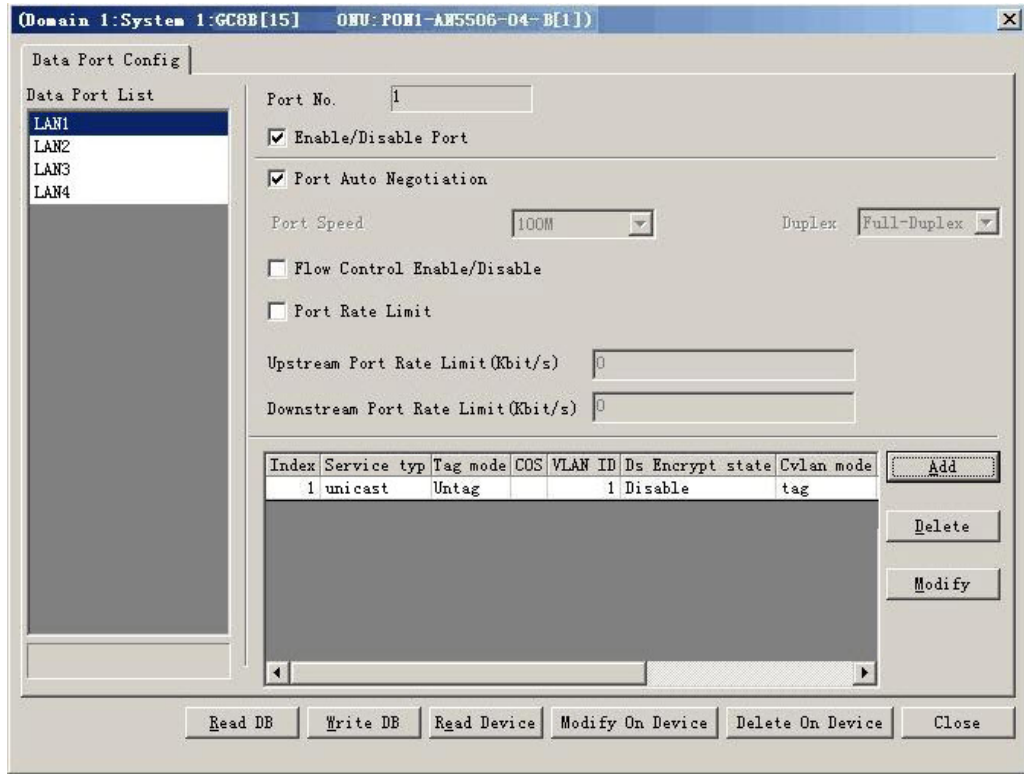 (Domain 1:System 1:GC8B[15] ONU:PON1-AN5506-04-B[1])
Data Port Config
Data Port List
LAN1
LAN2
LAN3
LAN4
Port No. 1
Enable/Disable Port
Port Auto Negotiation
Port Speed 100M Duplex Full-Duplex
Flow Control Enable/Disable
Port Rate Limit
Upstream Port Rate Limit(Kbit/s) 0
Downstream Port Rate Limit(Kbit/s) 0
Index Service typ Tag mode COS VLAN ID Ds Encrypt state Cvlan mode
1 unicast Untag 1 Disable tag
Add
Delete
Modify
Read DB Write DB Read Device Modify On Device Delete On Device Close